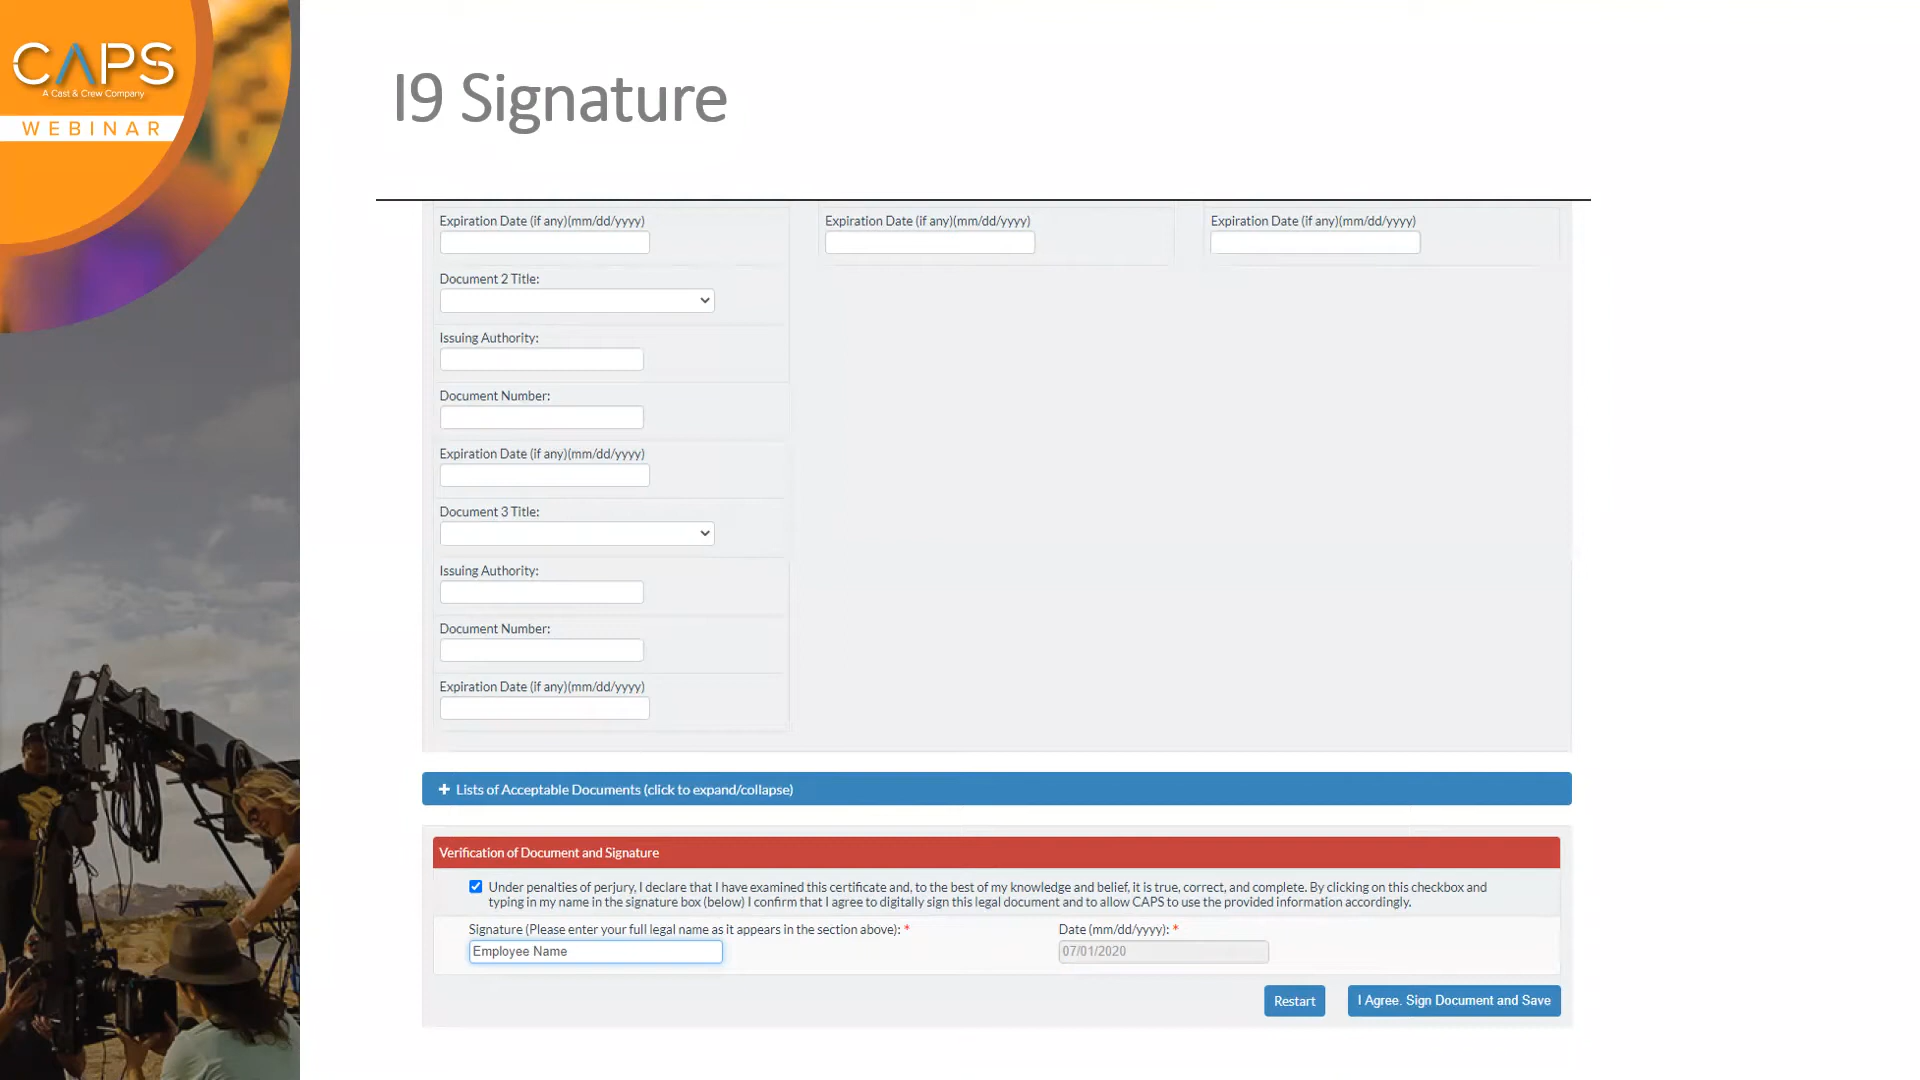 CAPS
A Cast & Crew Company
WEBINAR
I9 Signature
Expiration Date (if any)(mm/dd/yyyy)
Expiration Date (if any)(mm/dd/yyyy)
Expiration Date (if any)(mm/dd/yyyy)
Document 2 Title:
Issuing Authority:
Document Number:
Expiration Date (if any)(mm/dd/yyyy)
Document 3 Title:
Issuing Authority:
Document Number:
Expiration Date (if any)(mm/dd/yyyy)
+ Lists of Acceptable Documents (click to expand/collapse)
Verification of Document and Signature
Under penalties of perjury, I declare that I have examined this certificate and, to the best of my knowledge and belief, it is true, correct, and complete. By clicking on this checkbox and
typing in my name in the signature box (below) I confirm that I agree to digitally sign this legal document and to allow CAPS to use the provided information accordingly.
Signature (Please enter your full legal name as it appears in the section above): *
Date (mm/dd/yyyy): *
Employee Name
07/01/2020
Restart
I Agree. Sign Document and Save